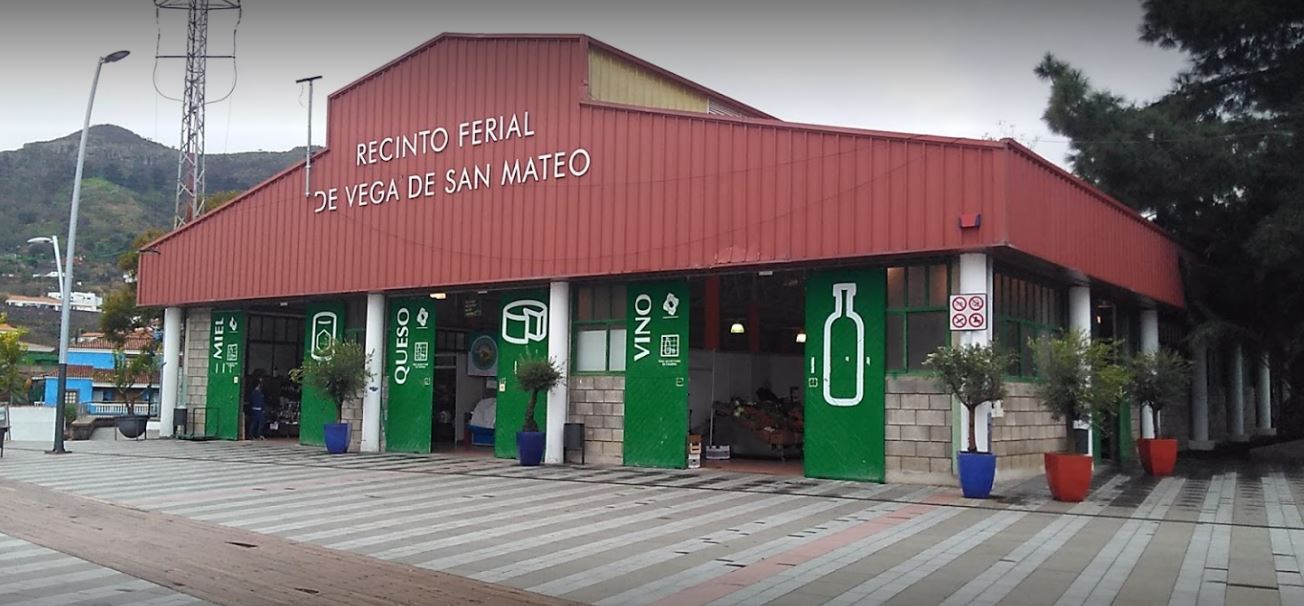 RECINTO FERIAL
DE VEGA DE SAN MATEO
MIEL
QUESO
VINO